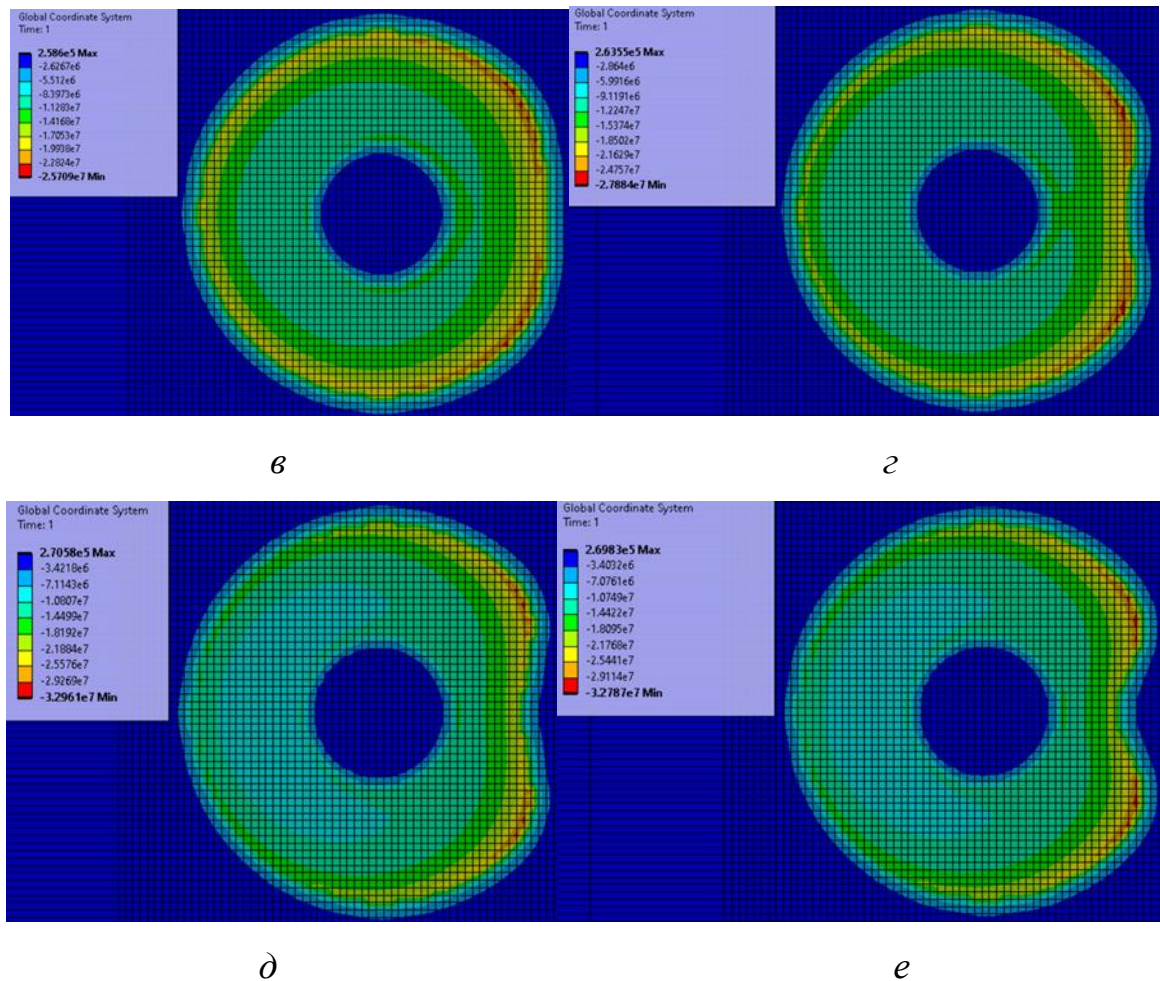 Global Coordinate System
Time: 1
2.586e5 Max
-2.6267e6
-5.512e6
-8.3973e6
-1.1283e7
-1.4168e7
-1.7053e7
-1.9938e7
-2.2824e7
-2.5709e7 Min
Global Coordinate System
Time: 1
2.6355e5 Max
-2.864e6
-5.9916e6
-9.1191e6
-1.2247e7
-1.5374e7
-1.8502e7
-2.1629e7
-2.4757e7
-2.7884e7 Min
в
г
Global Coordinate System
Time: 1
2.7058e5 Max
-3.4218e6
-7.1143e6
-1.0807e7
-1.4499e7
-1.8192e7
-2.1884e7
-2.5576e7
-2.9269e7
-3.2961e7 Min
Global Coordinate System
Time: 1
2.6983e5 Max
-3.4032e6
-7.0761e6
-1.0749e7
-1.4422e7
-1.8095e7
-2.1768e7
-2.5441e7
-2.9114e7
-3.2787e7 Min
д
е